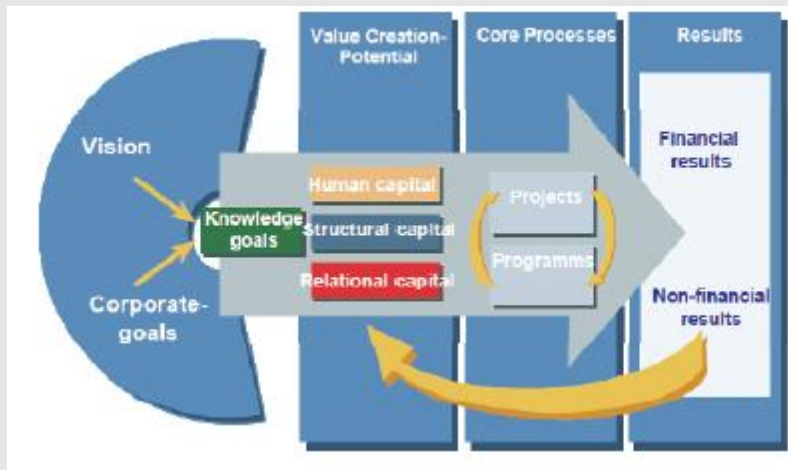 Value Creation-
Potential
Core Processes
Results
Vision
Corporate-
goals
Knowledge
goals
Human capital
Structural capital
Relational capital
Projects
Programms
Financial
results
Non-financial
results